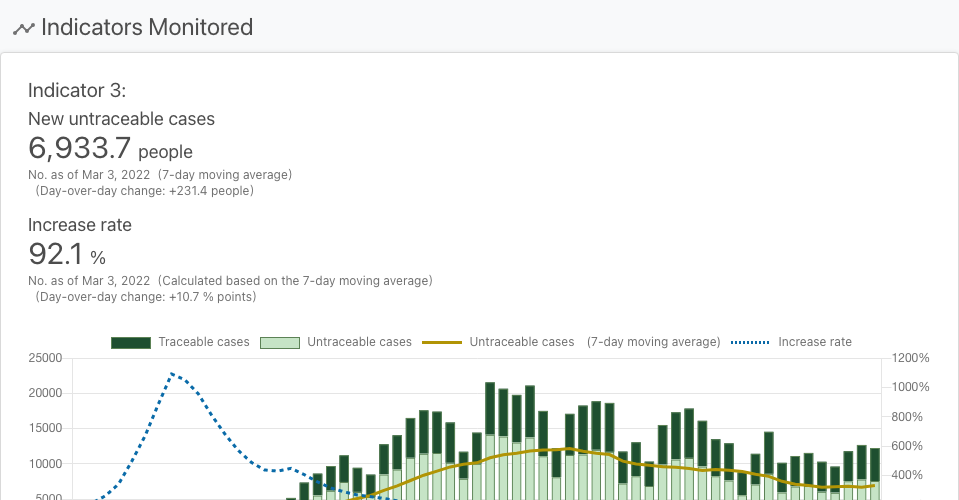 Indicators Monitored
Indicator 3:
New untraceable cases
6,933.7 people
No. as of Mar 3, 2022 (7-day moving average)
(Day-over-day change: +231.4 people)
Increase rate
92.1 %
No. as of Mar 3, 2022 (Calculated based on the 7-day moving average)
(Day-over-day change: +10.7 % points)
Traceable cases Untraceable cases Untraceable cases (7-day moving average) Increase rate
25000 1200%
1000%
20000
800%
15000
600%
10000
400%
5000